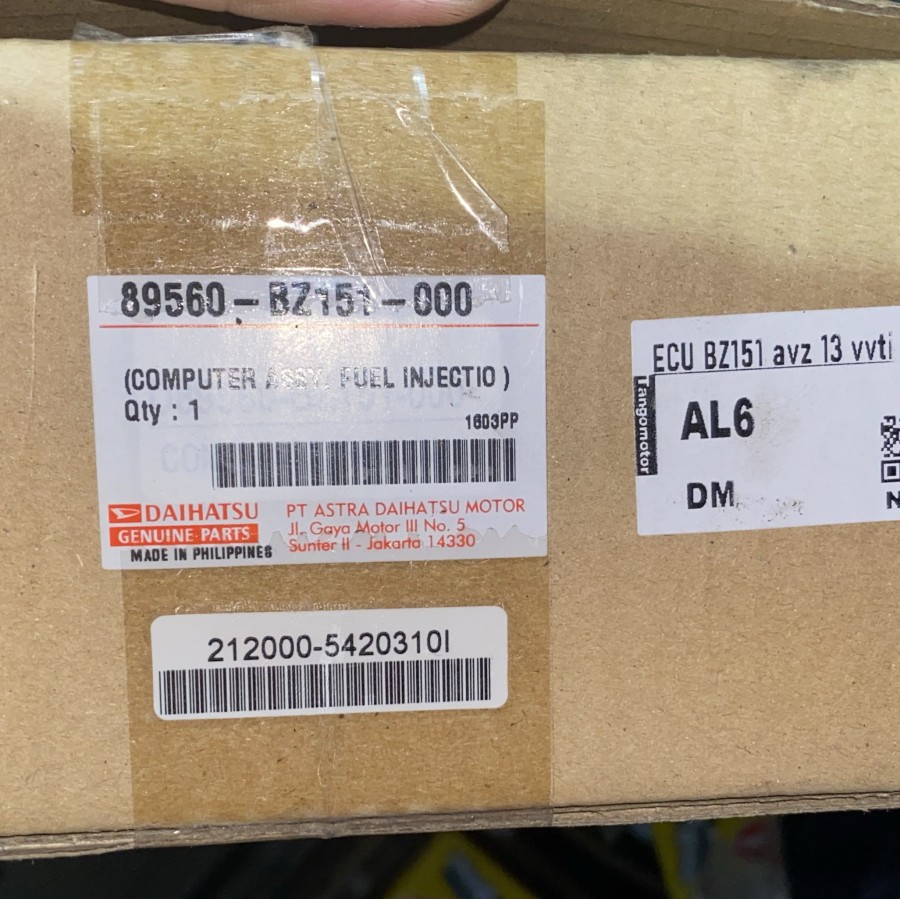 89560-BZ151-000
(COMPUTER ASSY, FUEL INJECTIO )
Qty : 1
1603PP
DAIHATSU
GENUINE PARTS
MADE IN PHILIPPINES
PT ASTRA DAIHATSU MOTOR
Jl. Gaya Motor III No. 5
Sunter II - Jakarta 14330
212000-5420310I
ECU BZ151 avz 13 vvti
Tangomotor
AL6
DM